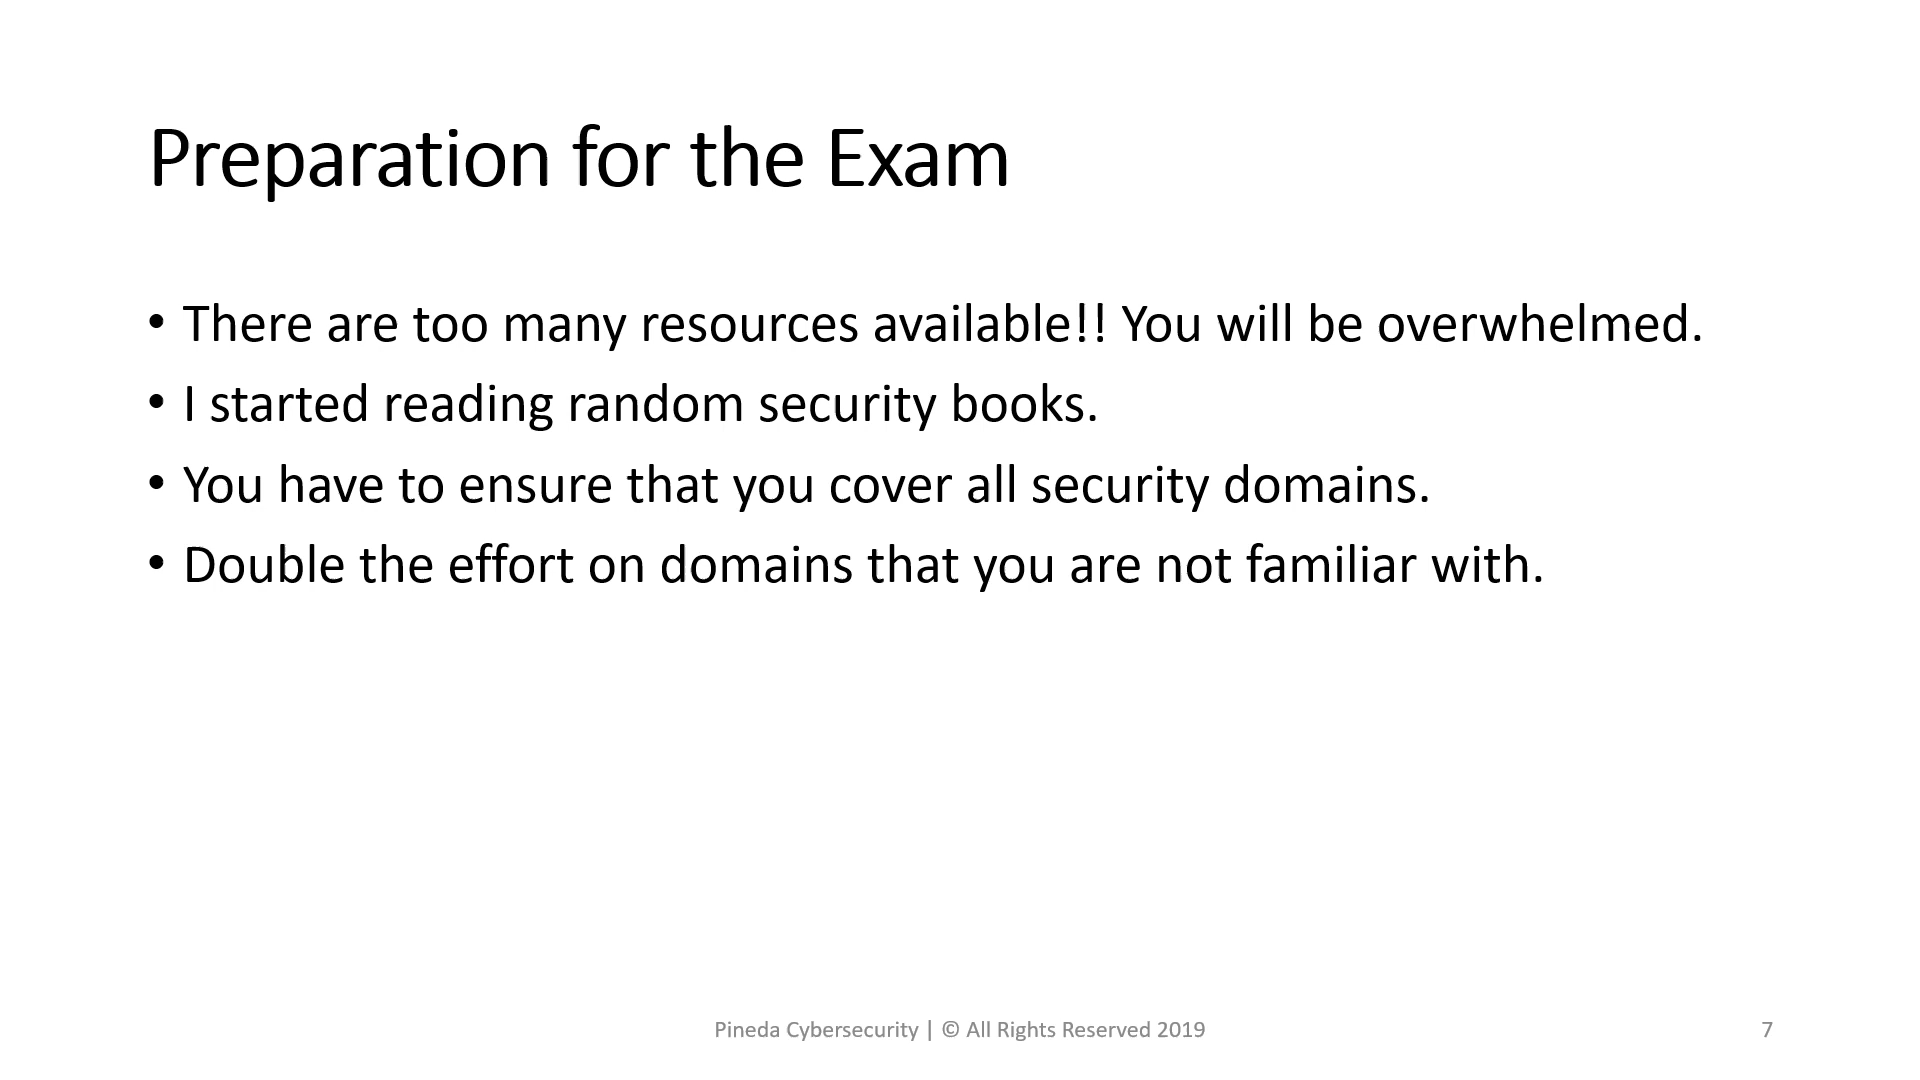 Preparation for the Exam
• There are too many resources available!! You will be overwhelmed.
• I started reading random security books.
• You have to ensure that you cover all security domains.
• Double the effort on domains that you are not familiar with.
Pineda Cybersecurity | © All Rights Reserved 2019
7